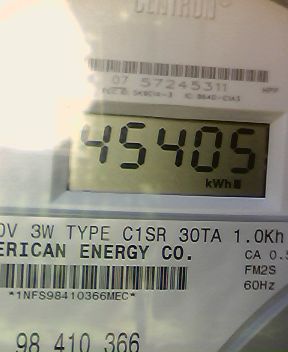 CENTRON
07 57245311
45405
kWh
3W TYPE C1SR 30TA 1.0Kh
ERICAN ENERGY CO.
CA 0.5
FM2S
*1NFS98410366MEC*
60Hz
98 410 366